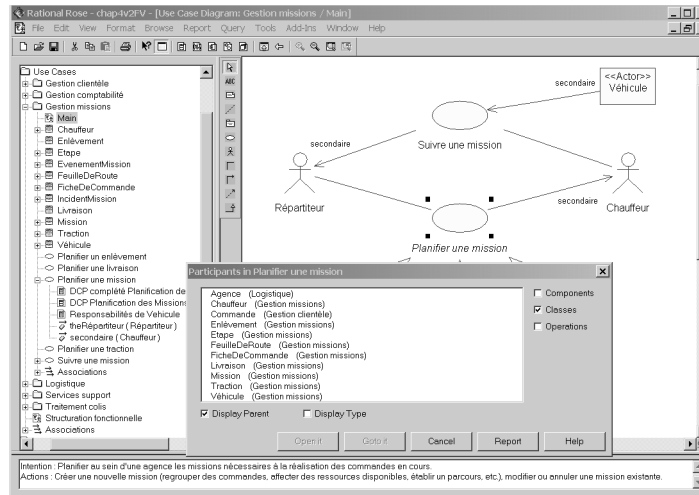 Rational Rose - chap4v2FV - [Use Case Diagram: Gestion missions / Main]
File Edit View Format Browse Report Query Tools Add-Ins Window Help
Use Cases
Gestion clientèle
Gestion comptabilité
Gestion missions
Main
Chauffeur
Enlévement
Etape
EvenementMission
FeuilleDeRoute
FicheDeCommande
IncidentMission
Livraison
Mission
Traction
Véhicule
Planifier un enlèvement
Planifier une livraison
Planifier une mission
DCP complété Planification de
DCP Planification des Missions
Responsabilités de Vehicule
theRépartiteur ( Répartiteur )
secondaire ( Chauffeur )
Planifier une traction
Suivre une mission
Associations
Logistique
Services support
Traitement colis
Structuration fonctionnelle
Associations
ABC
<<Actor>>
Véhicule
secondaire
Suivre une mission
secondaire
Répartiteur
secondaire
Chauffeur
Planifier une mission
Participants in Planifier une mission
Agence (Logistique)
Chauffeur (Gestion missions)
Commande (Gestion clientèle)
Enlèvement (Gestion missions)
Etape (Gestion missions)
FeuilleDeRoute (Gestion missions)
FicheDeCommande (Gestion missions)
Livraison (Gestion missions)
Mission (Gestion missions)
Traction (Gestion missions)
Véhicule (Gestion missions)
Components
Classes
Operations
Display Parent Display Type
Open it Goto it Cancel Report Help
Intention : Planifier au sein d'une agence les missions nécessaires à la réalisation des commandes en cours.
Actions : Créer une nouvelle mission (regrouper des commandes, affecter des ressources disponibles, établir un parcours, etc.), modifier ou annuler une mission existante.